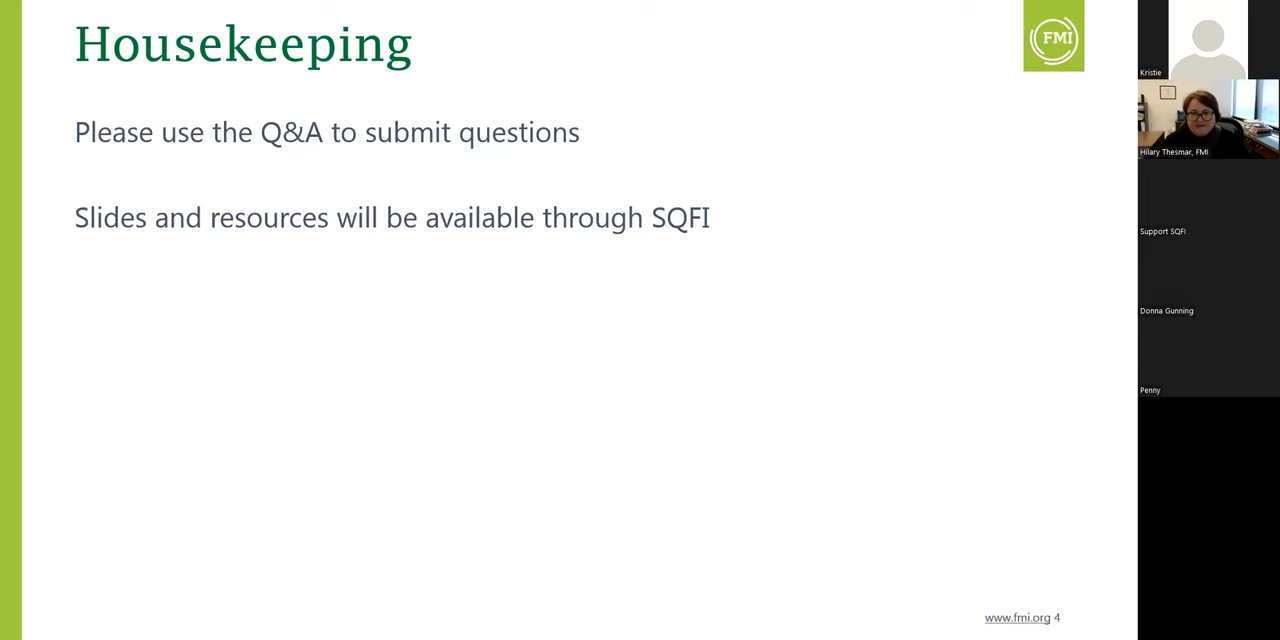 Housekeeping
FMI
Please use the Q&A to submit questions
Slides and resources will be available through SQFI
www.fmi.org 4
Kristie
Hilary Thesmar, FMI
Support SQFI
Donna Gunning
Penny